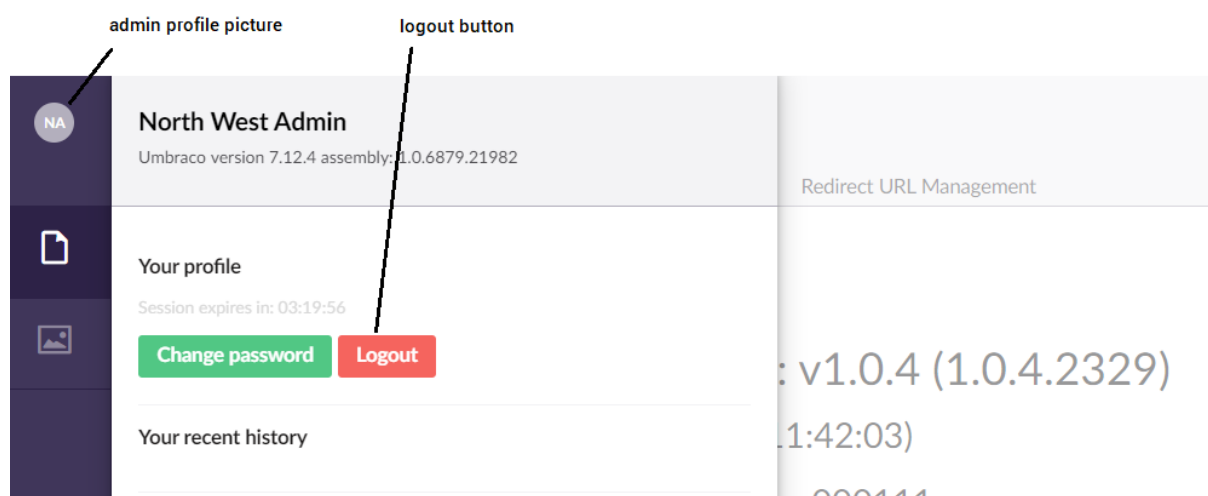 admin profile picture
logout button
NA
North West Admin
Umbraco version 7.12.4 assembly: 1.0.6879.21982
Redirect URL Management
Your profile
Session expires in: 03:19:56
Change password
Logout
: v1.0.4 (1.0.4.2329)
Your recent history
1:42:03)